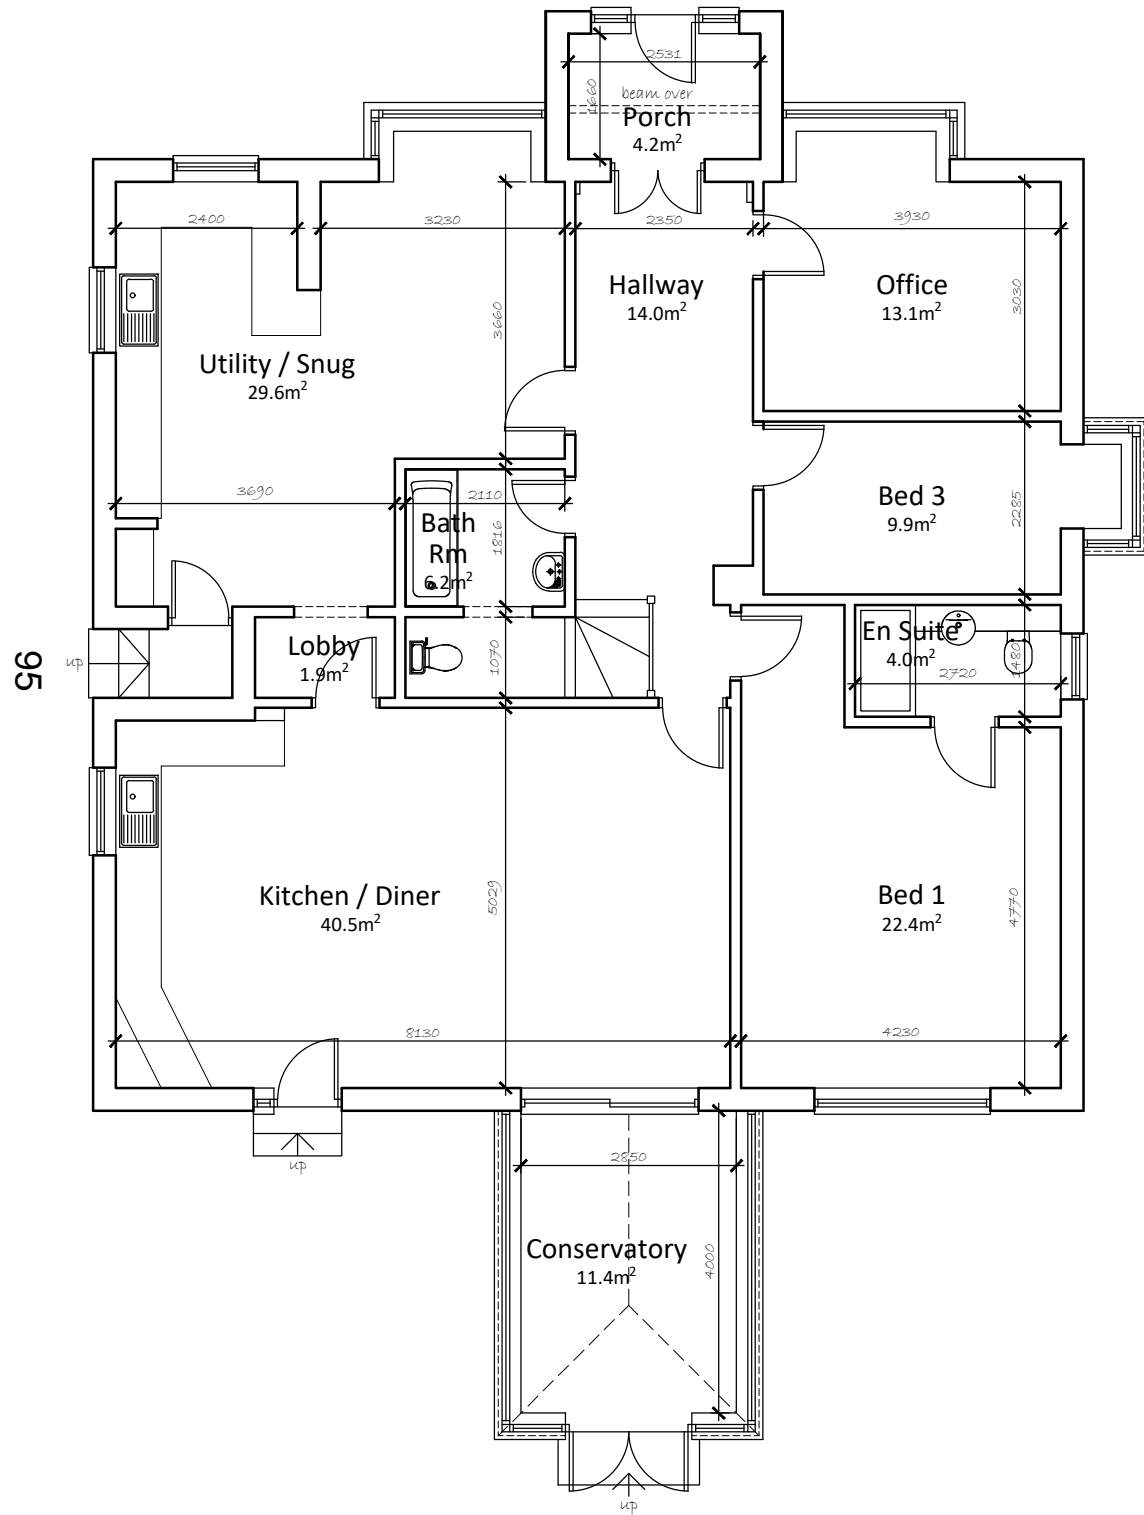 2531
1660
beam over
Porch
4.2m²
2400
3230
2350
3930
Hallway
14.0m²
Office
13.1m²
3030
3660
Utility / Snug
29.6m²
3690
2110
Bath
Rm
6.2m²
1816
Bed 3
9.9m²
2285
95
up
Lobby
1.9m²
1070
En Suite
4.0m²
1480
2720
Kitchen / Diner
40.5m²
5029
Bed 1
22.4m²
4770
8130
4230
up
2850
Conservatory
11.4m²
4000
up